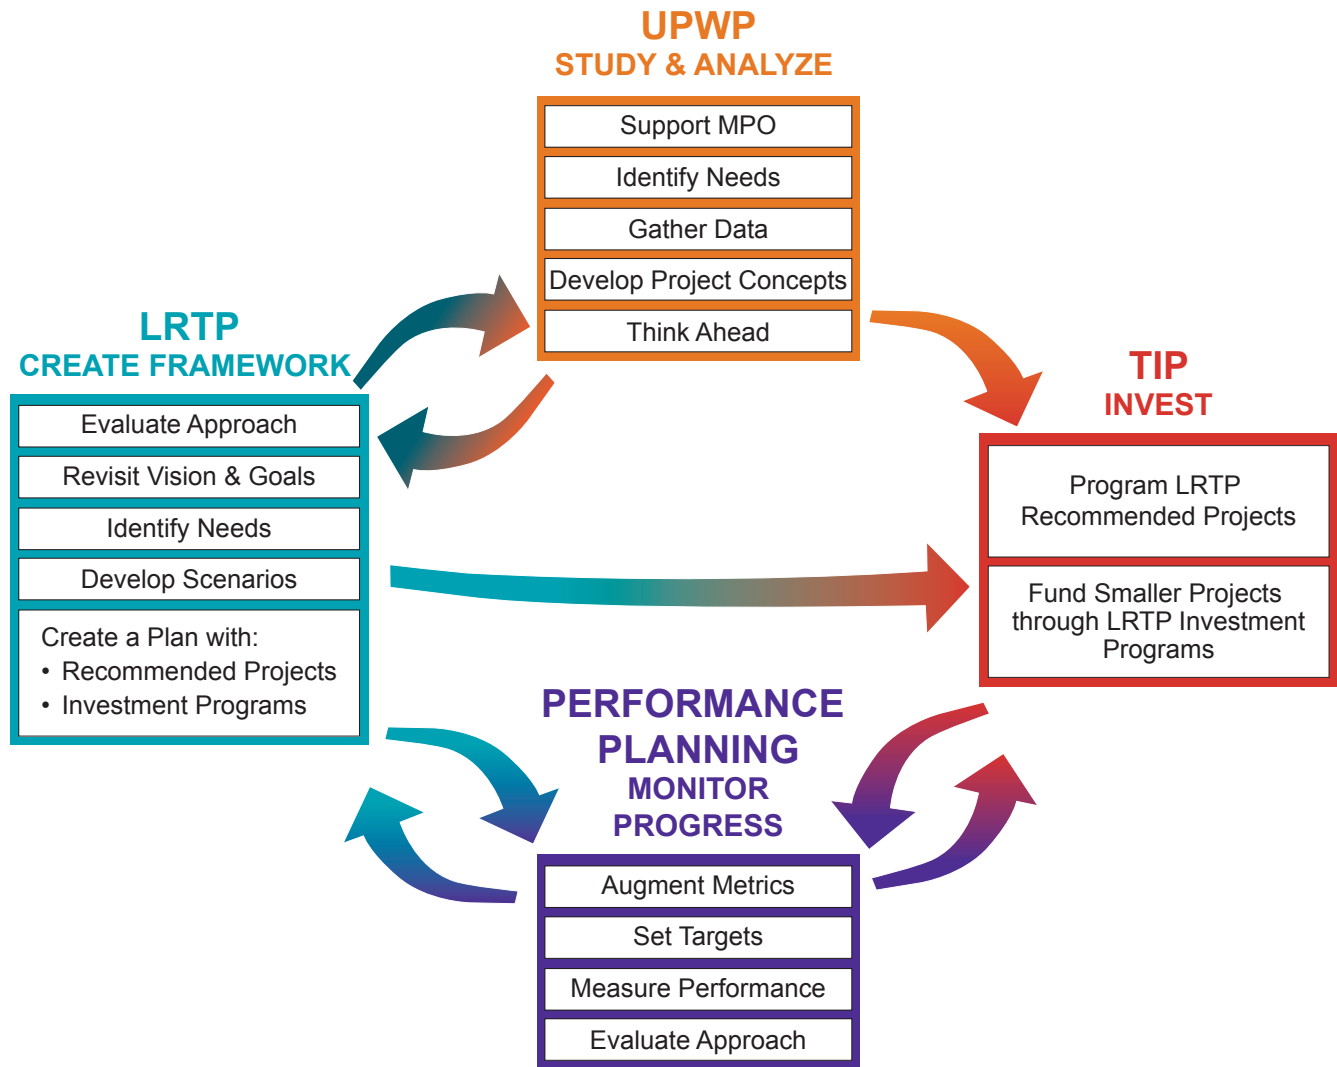 UPWP
STUDY & ANALYZE
Support MPO
Identify Needs
Gather Data
Develop Project Concepts
Think Ahead
LRTP
CREATE FRAMEWORK
Evaluate Approach
Revisit Vision & Goals
Identify Needs
Develop Scenarios
Create a Plan with:
• Recommended Projects
• Investment Programs
TIP
INVEST
Program LRTP
Recommended Projects
Fund Smaller Projects
through LRTP Investment
Programs
PERFORMANCE
PLANNING
MONITOR
PROGRESS
Augment Metrics
Set Targets
Measure Performance
Evaluate Approach